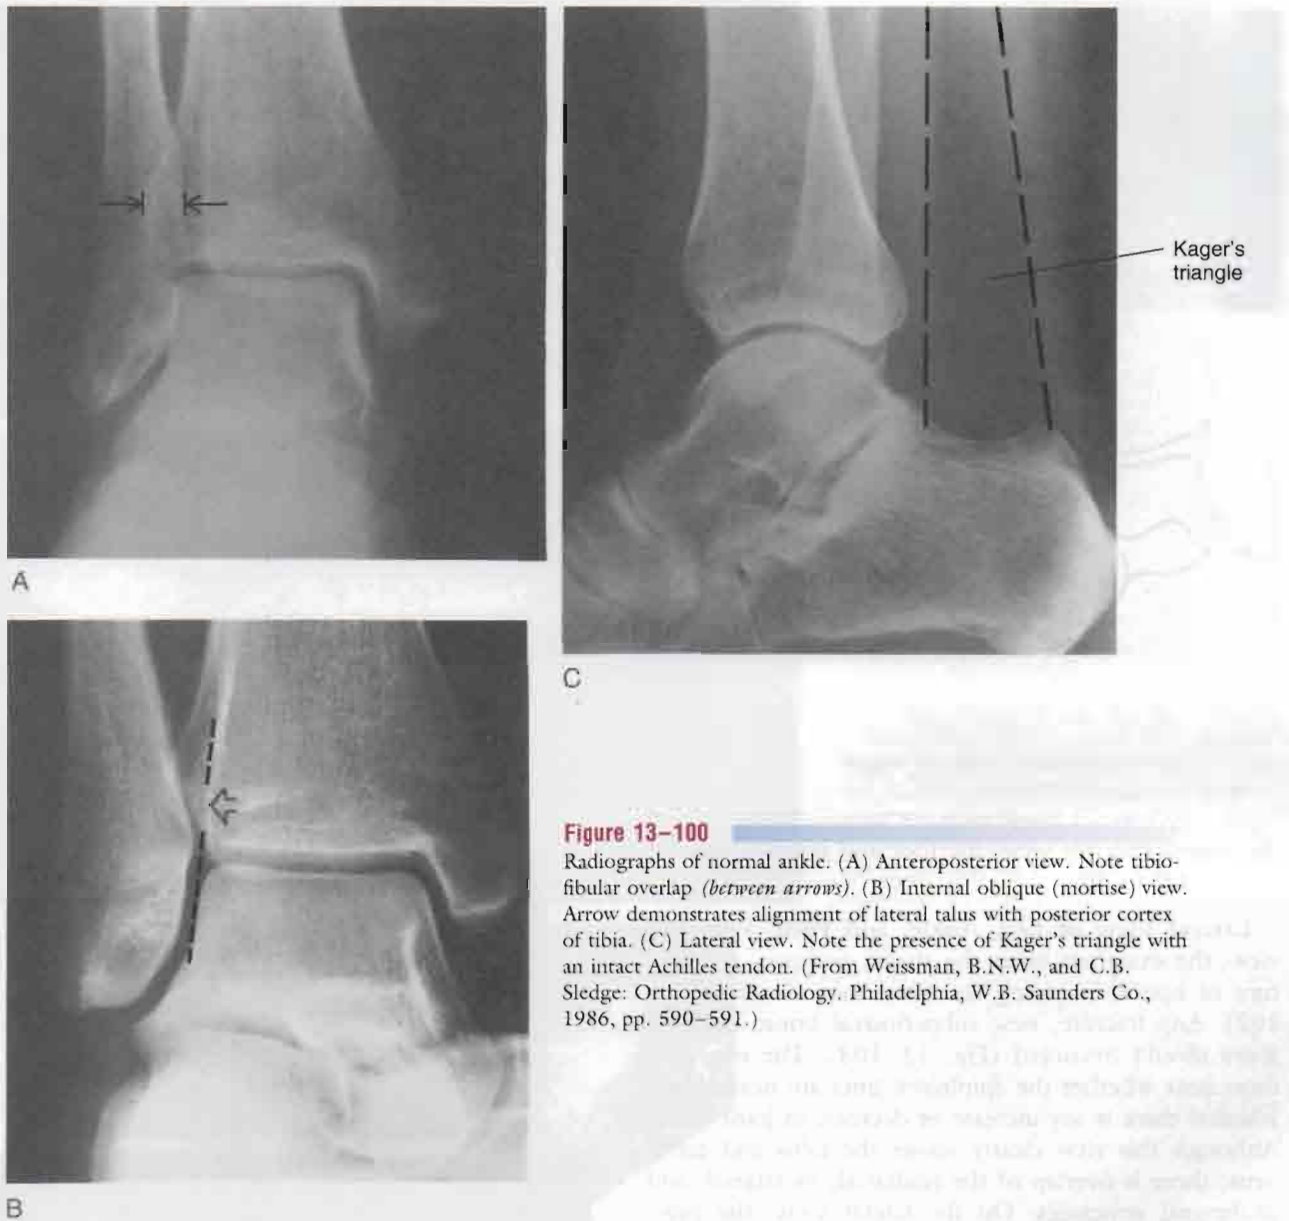 A
Kager's
triangle
C
B
Figure 13–100
Radiographs of normal ankle. (A) Anteroposterior view. Note tibio-
fibular overlap (between arrows). (B) Internal oblique (mortise) view.
Arrow demonstrates alignment of lateral talus with posterior cortex
of tibia. (C) Lateral view. Note the presence of Kager's triangle with
an intact Achilles tendon. (From Weissman, B.N.W., and C.B.
Sledge: Orthopedic Radiology. Philadelphia, W.B. Saunders Co.,
1986, pp. 590–591.)